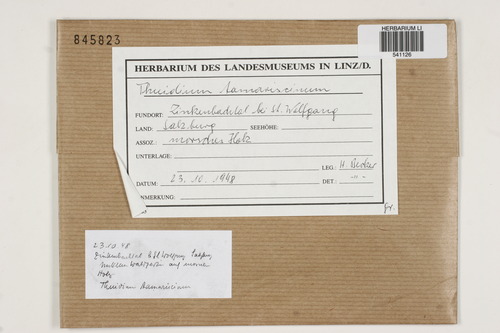 845823
HERBARIUM LI
541126
HERBARIUM DES LANDESMUSEUMS IN LINZ/D.
Thuidium tamariscinum
FUNDORT: Zinkenbachtal bei St. Wolfgang
LAND: Salzburg SEEHÖHE:
ASSOZ.: morsches Holz
UNTERLAGE:
LEG.: H. Becker
DATUM: 23. 10. 1948 DET.: -"-
ANMERKUNG:
23.10.48
Zinkenbachtal b. St. Wolfgang Salzbg
auf morschem
Holz
Thuidium tamariscinum